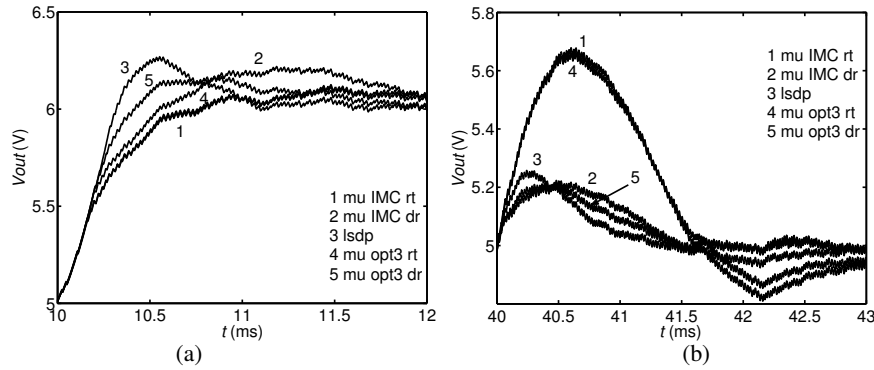 6.5
6
5.5
5
Vout (V)
10
10.5
11
11.5
12
t (ms)
3
5
4
1
2
1 mu IMC rt
2 mu IMC dr
3 lsdp
4 mu opt3 rt
5 mu opt3 dr
(a)
5.8
5.6
5.4
5.2
5
4.8
Vout (V)
40
40.5
41
41.5
42
42.5
43
t (ms)
1
4
3
2
5
1 mu IMC rt
2 mu IMC dr
3 lsdp
4 mu opt3 rt
5 mu opt3 dr
(b)